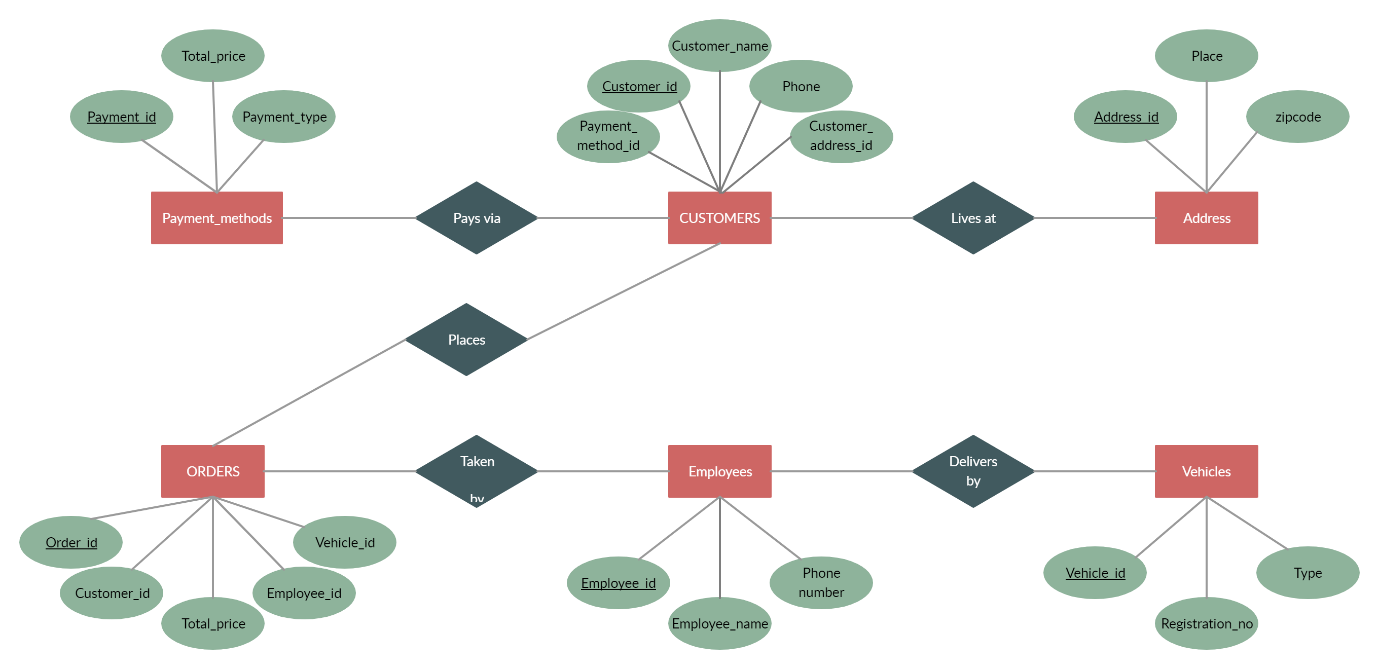 Total_price
Payment_id
Payment_type
Payment_methods
Pays via
Customer_name
Customer_id
Phone
Payment_
method_id
Customer_
address_id
CUSTOMERS
Lives at
Place
Address_id
zipcode
Address
Places
ORDERS
Taken
by
Employees
Delivers
by
Vehicles
Order_id
Vehicle_id
Customer_id
Employee_id
Total_price
Employee_id
Phone
number
Employee_name
Vehicle_id
Type
Registration_no